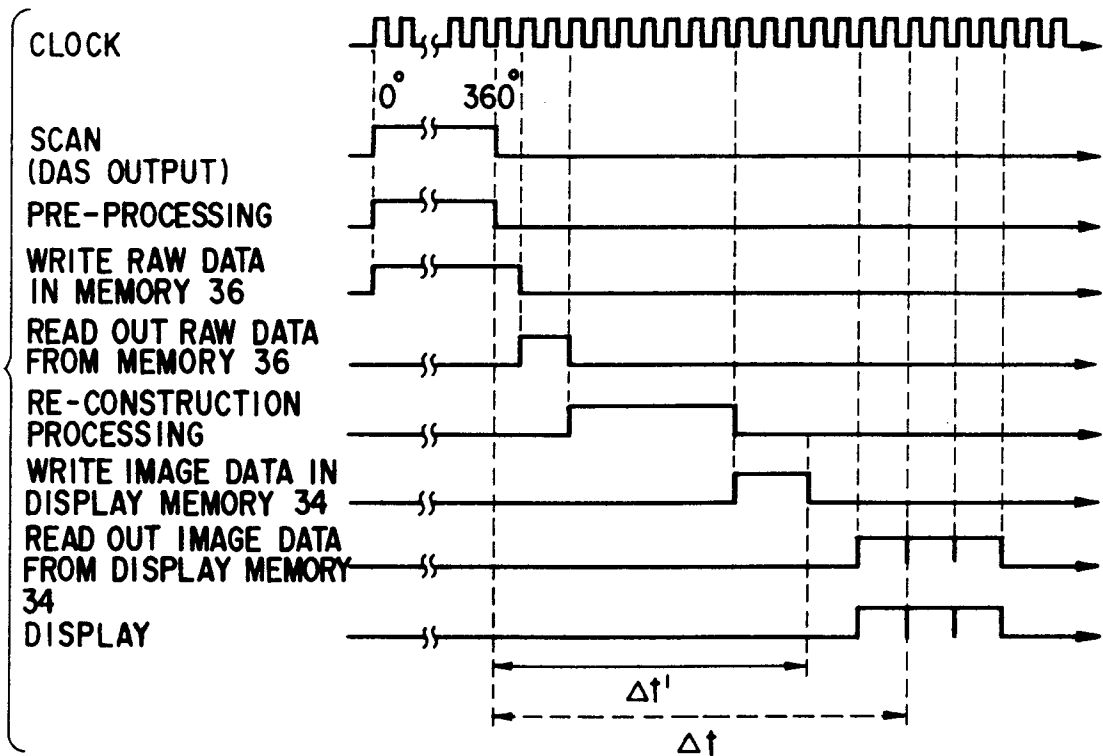 CLOCK
0° 360°
SCAN
(DAS OUTPUT)
PRE-PROCESSING
WRITE RAW DATA
IN MEMORY 36
READ OUT RAW DATA
FROM MEMORY 36
RE-CONSTRUCTION
PROCESSING
WRITE IMAGE DATA IN
DISPLAY MEMORY 34
READ OUT IMAGE DATA
FROM DISPLAY MEMORY
34
DISPLAY
Δt'
Δt